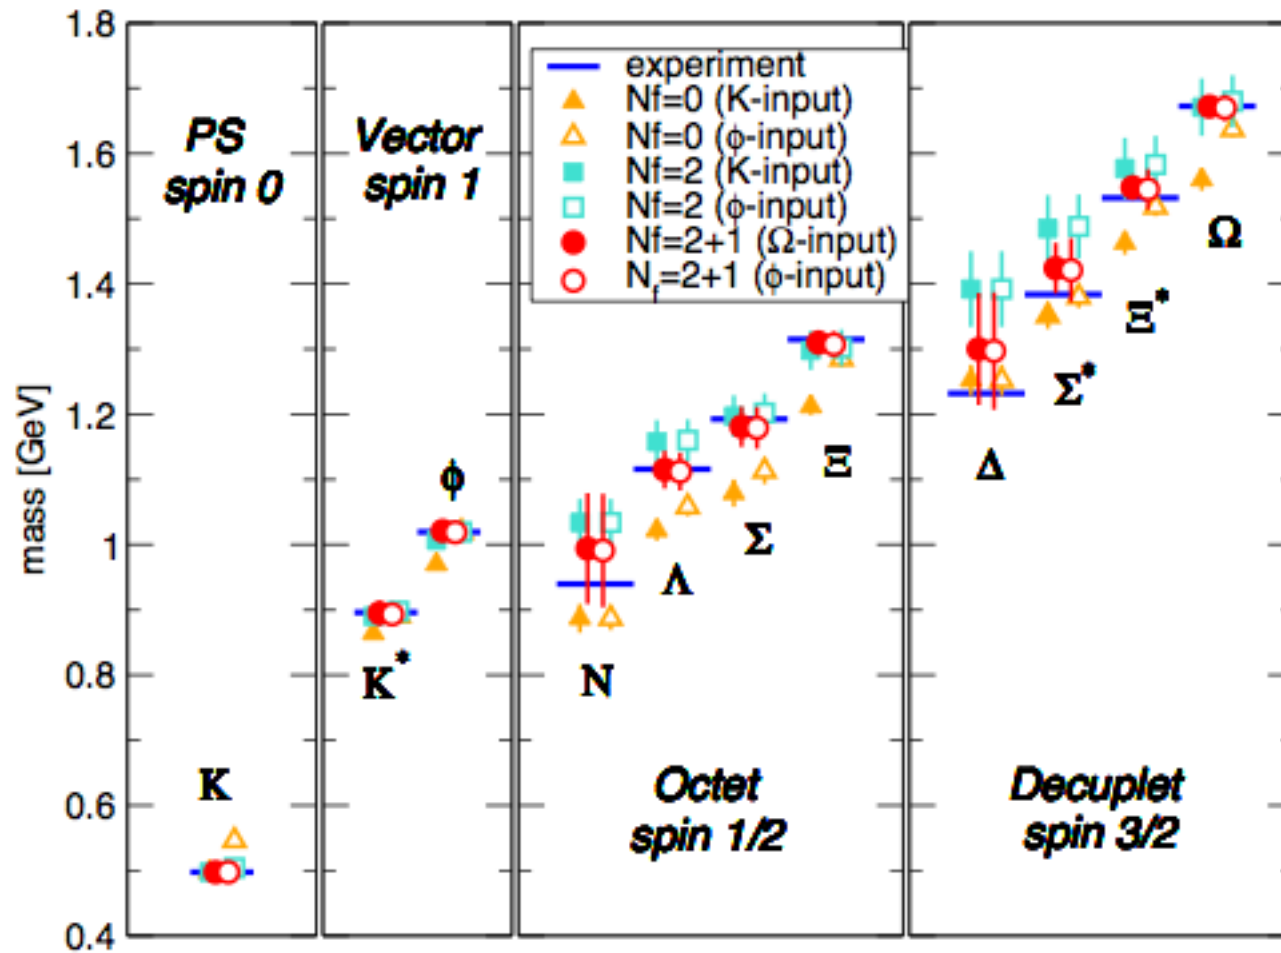 1.8
1.6
1.4
1.2
1
0.8
0.6
0.4
mass [GeV]
PS
spin 0
K
Vector
spin 1
ϕ
K*
experiment
Nf=0 (K-input)
Nf=0 (ϕ-input)
Nf=2 (K-input)
Nf=2 (ϕ-input)
Nf=2+1 (Ω-input)
N_f=2+1 (ϕ-input)
Ξ
Σ
Λ
N
Octet
spin 1/2
Ω
Ξ*
Σ*
Δ
Decuplet
spin 3/2